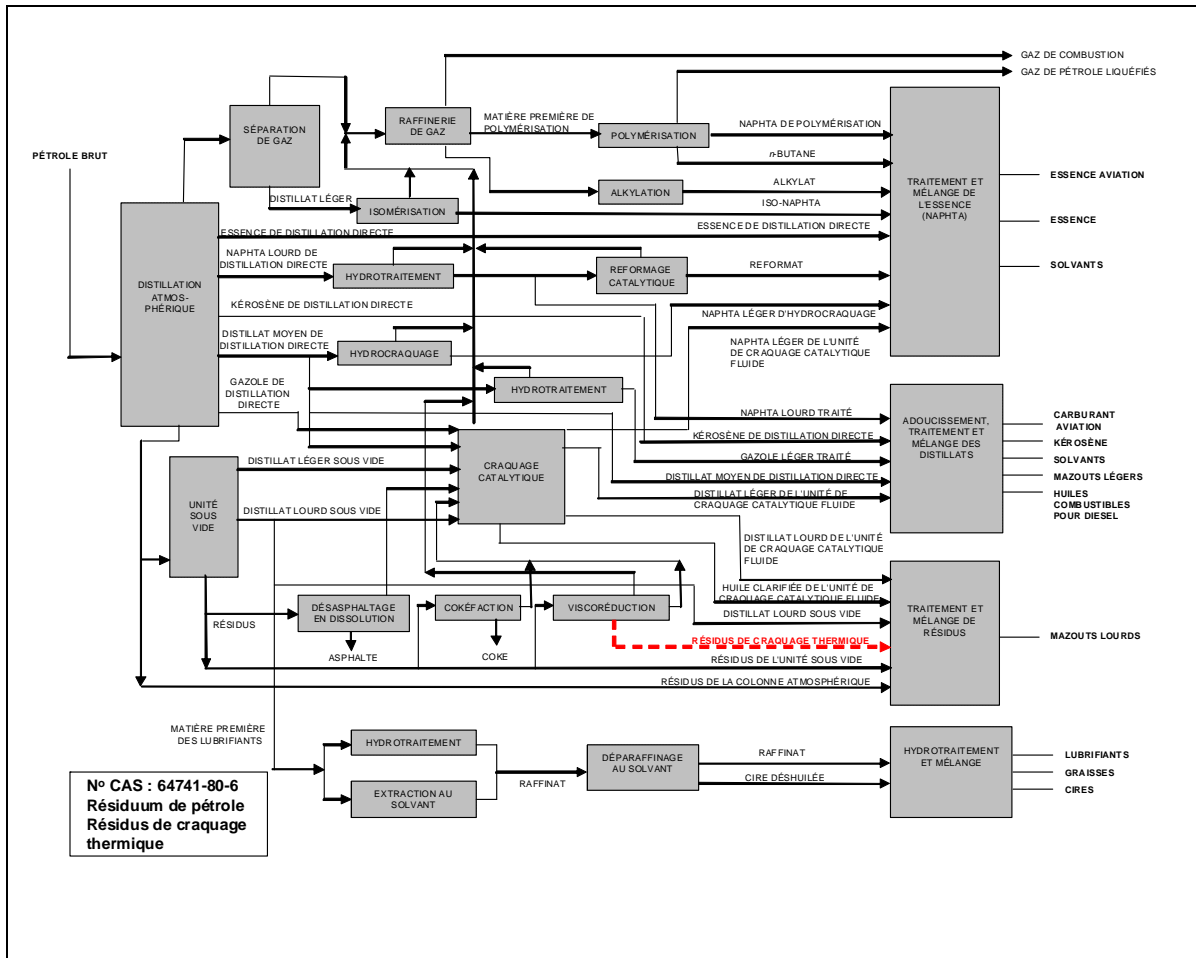 GAZ DE COMBUSTION
GAZ DE PÉTROLE LIQUÉFIÉS
SÉPARATION
DE GAZ
RAFFINERIE
DE GAZ
MATIÈRE PREMIÈRE DE
POLYMÉRISATION
POLYMÉRISATION
NAPHTA DE POLYMÉRISATION
n-BUTANE
PÉTROLE BRUT
TRAITEMENT ET
MÉLANGE DE
L'ESSENCE
(NAPHTA)
ESSENCE AVIATION
ESSENCE
SOLVANTS
DISTILLAT LÉGER
ISOMÉRISATION
ALKYLATION
ALKYLAT
ISO-NAPHTA
ESSENCE DE DISTILLATION DIRECTE
ESSENCE DE DISTILLATION DIRECTE
DISTILLATION
ATMOS-
PHÉRIQUE
NAPHTA LOURD DE
DISTILLATION DIRECTE
HYDROTRAITEMENT
REFORMAGE
CATALYTIQUE
REFORMAT
KÉROSÈNE DE DISTILLATION DIRECTE
NAPHTA LÉGER D'HYDROCRAQUAGE
DISTILLAT MOYEN DE
DISTILLATION DIRECTE
HYDROCRAQUAGE
NAPHTA LÉGER DE L'UNITÉ
DE CRAQUAGE CATALYTIQUE
FLUIDE
GAZOLE DE
DISTILLATION
DIRECTE
HYDROTRAITEMENT
NAPHTA LOURD TRAITÉ
KÉROSÈNE DE DISTILLATION DIRECTE
GAZOLE LÉGER TRAITÉ
DISTILLAT MOYEN DE DISTILLATION DIRECTE
DISTILLAT LÉGER DE L'UNITÉ DE
CRAQUAGE CATALYTIQUE FLUIDE
ADOUCISSEMENT,
TRAITEMENT ET
MÉLANGE DES
DISTILLATS
CARBURANT
AVIATION
KÉROSÈNE
SOLVANTS
MAZOUTS LÉGERS
HUILES
COMBUSTIBLES
POUR DIESEL
DISTILLAT LÉGER SOUS VIDE
CRAQUAGE
CATALYTIQUE
UNITÉ
SOUS
VIDE
DISTILLAT LOURD SOUS VIDE
DISTILLAT LOURD DE L'UNITÉ
DE CRAQUAGE CATALYTIQUE
FLUIDE
HUILE CLARIFIÉE DE L'UNITÉ DE
CRAQUAGE CATALYTIQUE FLUIDE
DISTILLAT LOURD SOUS VIDE
RÉSIDUS DE CRAQUAGE THERMIQUE
RÉSIDUS DE L'UNITÉ SOUS VIDE
RÉSIDUS DE LA COLONNE ATMOSPHÉRIQUE
TRAITEMENT ET
MÉLANGE DE
RÉSIDUS
MAZOUTS LOURDS
RÉSIDUS
DÉSASPHALTAGE
EN DISSOLUTION
ASPHALTE
COKÉFACTION
COKE
VISCORÉDUCTION
MATIÈRE PREMIÈRE
DES LUBRIFIANTS
HYDROTRAITEMENT
EXTRACTION AU
SOLVANT
RAFFINAT
DÉPARAFFINAGE
AU SOLVANT
RAFFINAT
CIRE DÉSHUILÉE
HYDROTRAITEMENT
ET MÉLANGE
LUBRIFIANTS
GRAISSES
CIRES
Nº CAS : 64741-80-6
Résiduum de pétrole
Résidus de craquage
thermique